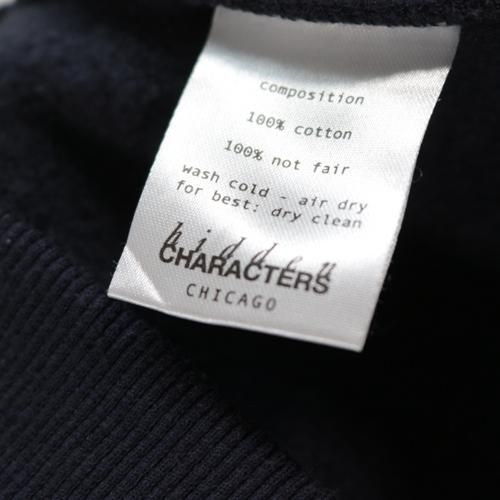 composition
100% cotton
100% not fair
wash cold - air dry
for best: dry clean
hidden
CHARACTERS
CHICAGO